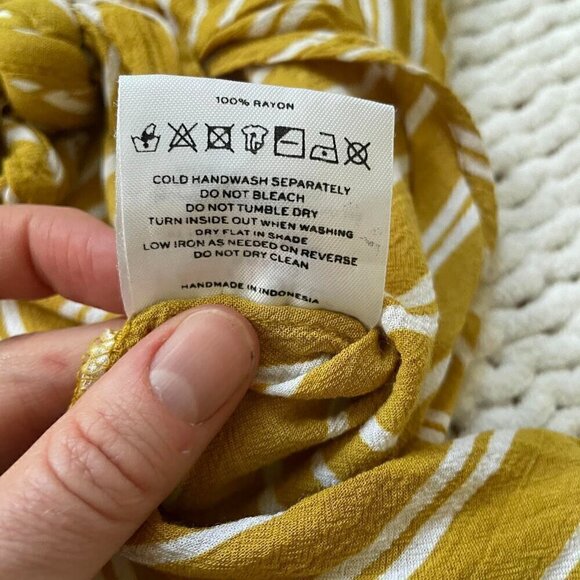 100% RAYON
COLD HANDWASH SEPARATELY
DO NOT BLEACH
DO NOT TUMBLE DRY
TURN INSIDE OUT WHEN WASHING
DRY FLAT IN SHADE
LOW IRON AS NEEDED ON REVERSE
DO NOT DRY CLEAN
HANDMADE IN INDONESIA